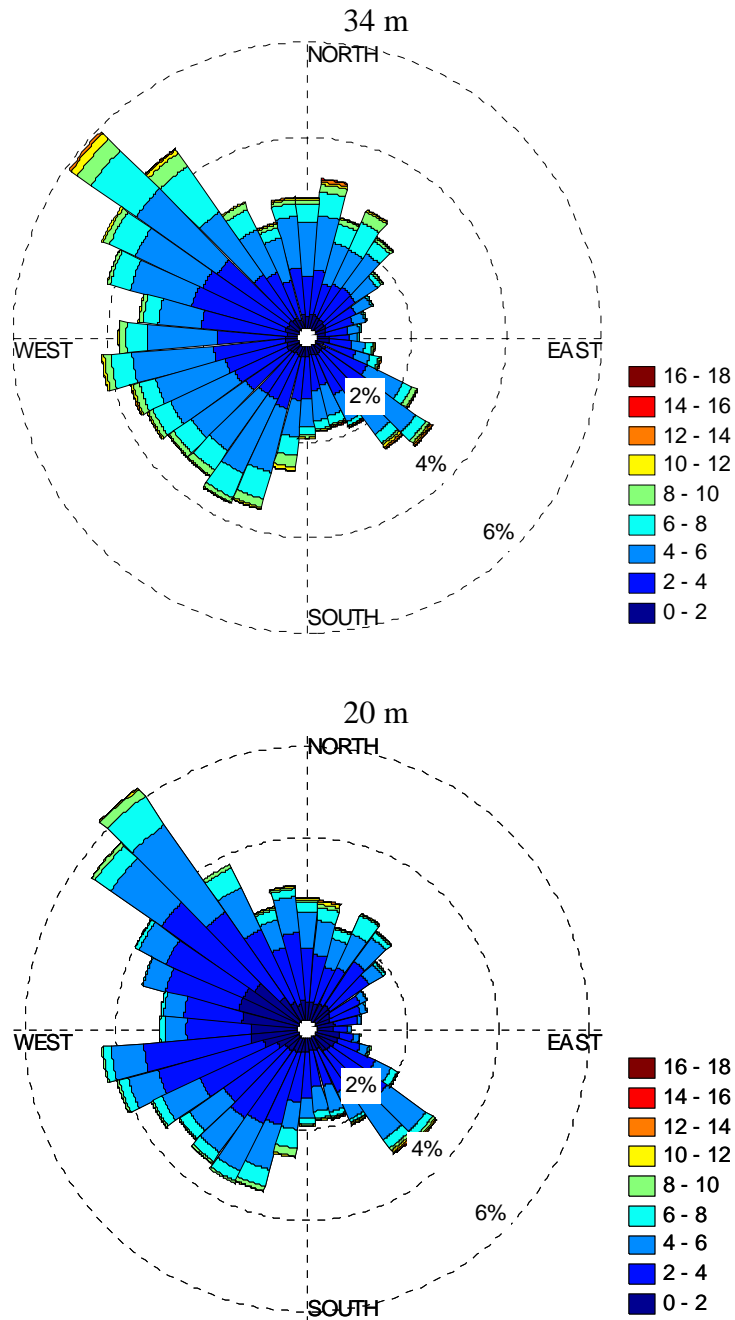 34 m
NORTH
WEST
EAST
2%
4%
6%
SOUTH
16 - 18
14 - 16
12 - 14
10 - 12
8 - 10
6 - 8
4 - 6
2 - 4
0 - 2
20 m
NORTH
WEST
EAST
2%
4%
6%
SOUTH
16 - 18
14 - 16
12 - 14
10 - 12
8 - 10
6 - 8
4 - 6
2 - 4
0 - 2